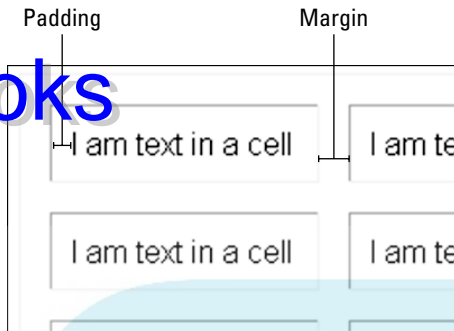 Padding Margin
oks
I am text in a cell I am te
I am text in a cell I am te